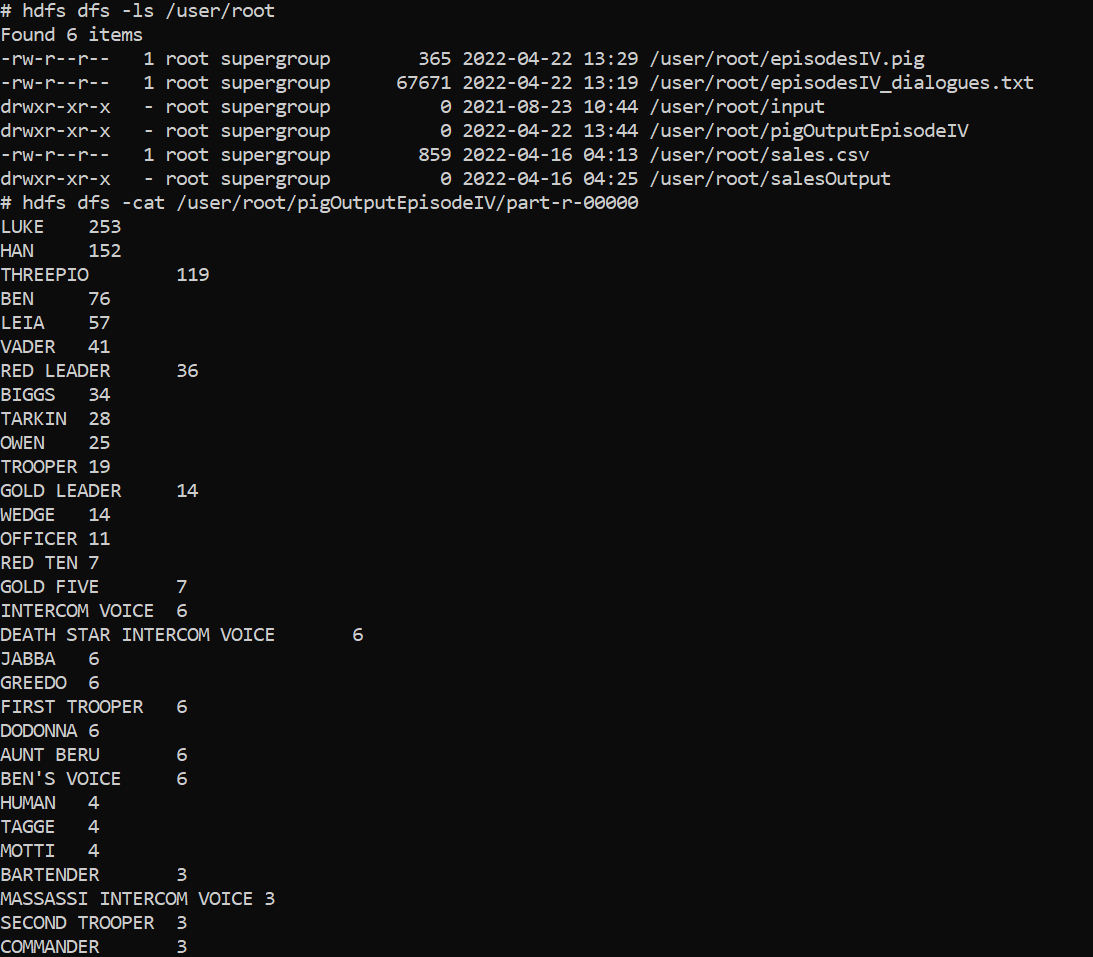 # hdfs dfs -ls /user/root
Found 6 items
-rw-r--r--   1 root supergroup        365 2022-04-22 13:29 /user/root/episodesIV.pig
-rw-r--r--   1 root supergroup      67671 2022-04-22 13:19 /user/root/episodesIV_dialogues.txt
drwxr-xr-x   - root supergroup          0 2021-08-23 10:44 /user/root/input
drwxr-xr-x   - root supergroup          0 2022-04-22 13:44 /user/root/pigOutputEpisodeIV
-rw-r--r--   1 root supergroup        859 2022-04-16 04:13 /user/root/sales.csv
drwxr-xr-x   - root supergroup          0 2022-04-16 04:25 /user/root/salesOutput
# hdfs dfs -cat /user/root/pigOutputEpisodeIV/part-r-00000
LUKE    253
HAN     152
THREEPIO        119
BEN     76
LEIA    57
VADER   41
RED LEADER      36
BIGGS   34
TARKIN  28
OWEN    25
TROOPER 19
GOLD LEADER     14
WEDGE   14
OFFICER 11
RED TEN 7
GOLD FIVE       7
INTERCOM VOICE  6
DEATH STAR INTERCOM VOICE       6
JABBA   6
GREEDO  6
FIRST TROOPER   6
DODONNA 6
AUNT BERU       6
BEN'S VOICE     6
HUMAN   4
TAGGE   4
MOTTI   4
BARTENDER       3
MASSASSI INTERCOM VOICE 3
SECOND TROOPER  3
COMMANDER       3